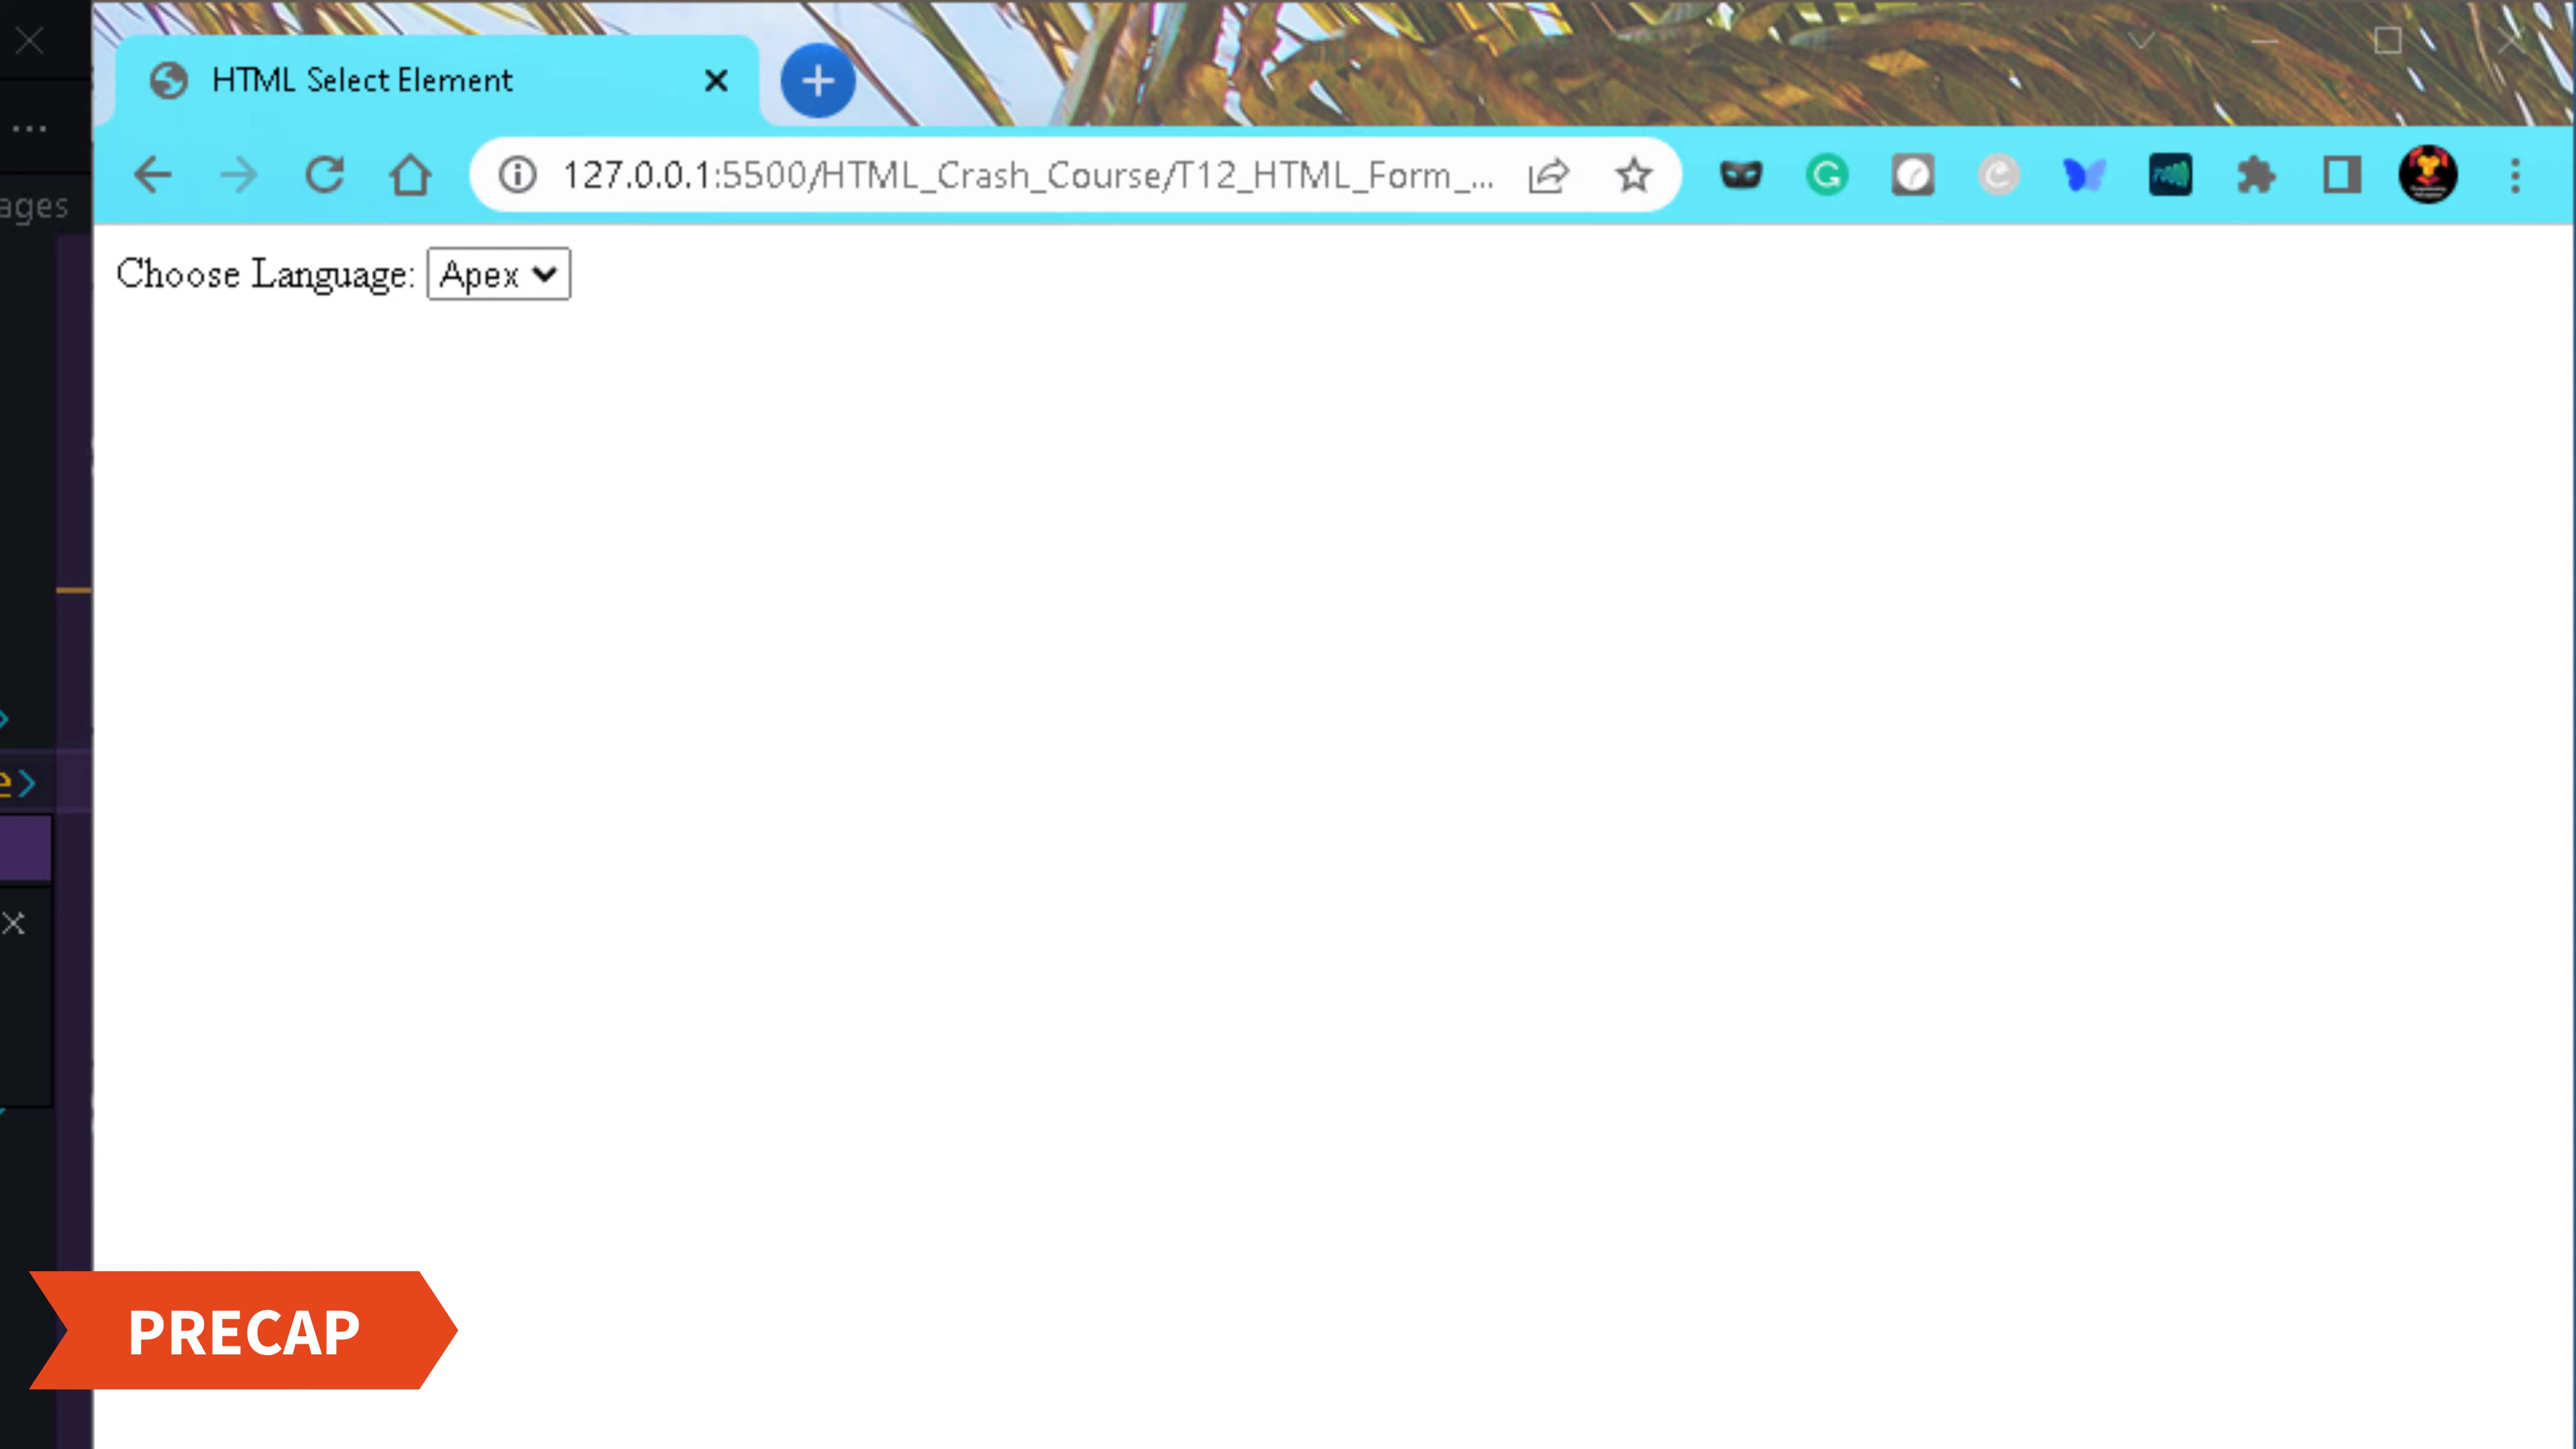 HTML Select Element
ages
127.0.0.1:5500/HTML_Crash_Course/T12_HTML_Form_...
Choose Language: Apex
PRECAP